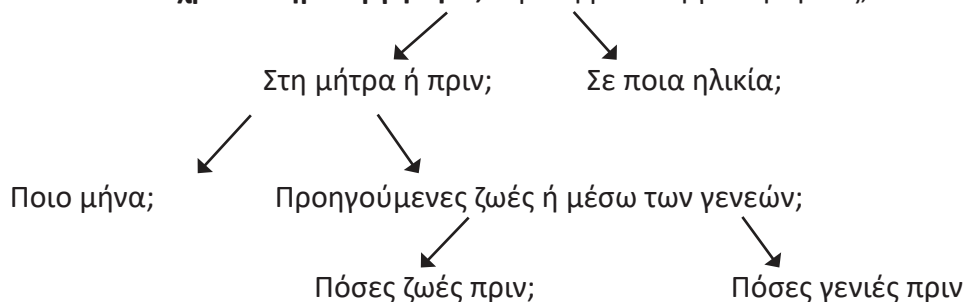 Στη μήτρα ή πριν; Σε ποια ηλικία;
Ποιο μήνα; Προηγούμενες ζωές ή μέσω των γενεών;
Πόσες ζωές πριν; Πόσες γενιές πριν